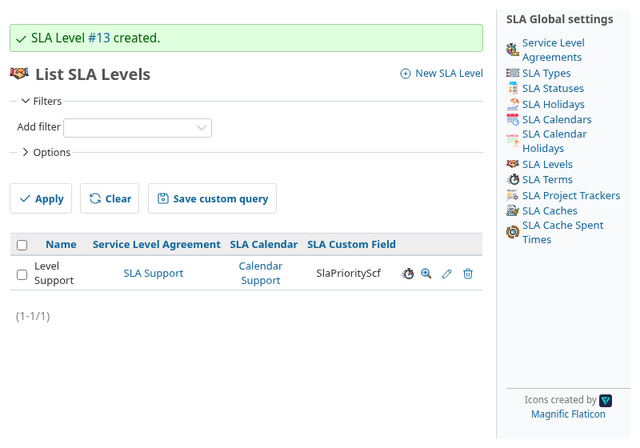 SLA Level #13 created.
List SLA Levels
New SLA Level
Filters
Add filter
Options
Apply
Clear
Save custom query
Name
Service Level Agreement
SLA Calendar
SLA Custom Field
Level
Support
SLA Support
Calendar
Support
SlaPriorityScf
(1-1/1)
SLA Global settings
Service Level
Agreements
SLA Types
SLA Statuses
SLA Holidays
SLA Calendars
SLA Calendar
Holidays
SLA Levels
SLA Terms
SLA Project Trackers
SLA Caches
SLA Cache Spent
Times
Icons created by
Magnific Flaticon